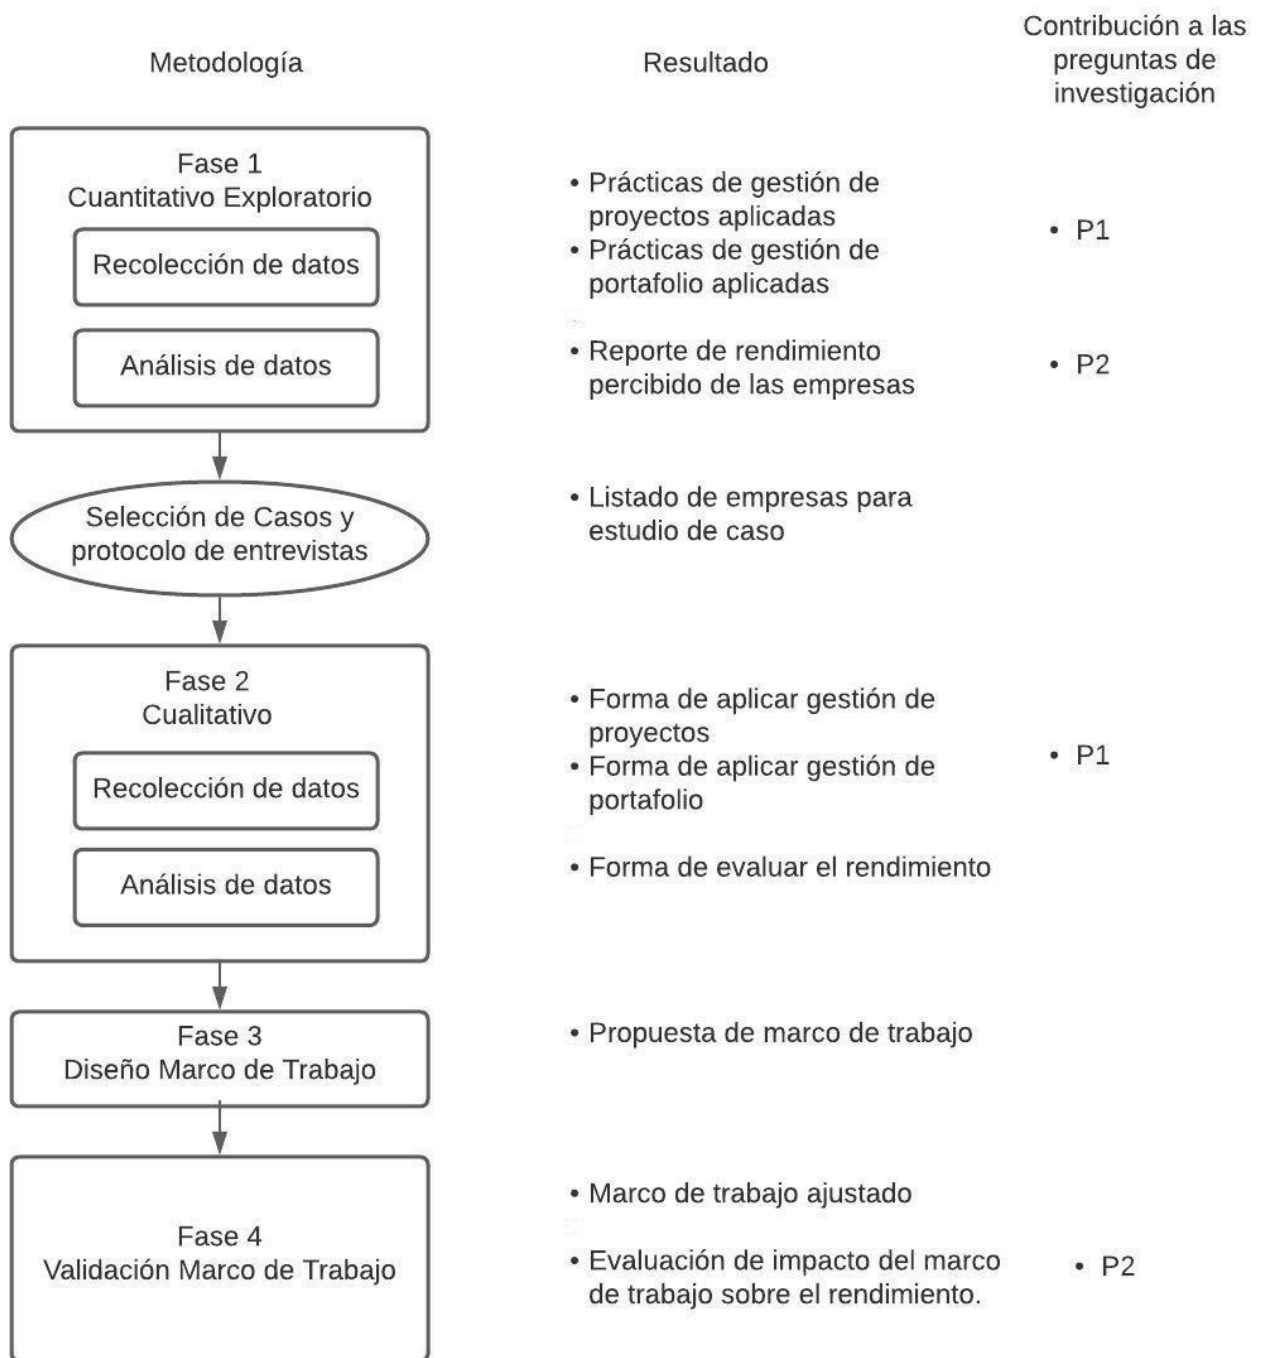 Metodología
Resultado
Contribución a las
preguntas de
investigación
Fase 1
Cuantitativo Exploratorio
Recolección de datos
Análisis de datos
• Prácticas de gestión de
proyectos aplicadas
• Prácticas de gestión de
portafolio aplicadas
• P1
• Reporte de rendimiento
percibido de las empresas
• P2
Selección de Casos y
protocolo de entrevistas
• Listado de empresas para
estudio de caso
Fase 2
Cualitativo
Recolección de datos
Análisis de datos
• Forma de aplicar gestión de
proyectos
• Forma de aplicar gestión de
portafolio
• P1
• Forma de evaluar el rendimiento
Fase 3
Diseño Marco de Trabajo
• Propuesta de marco de trabajo
Fase 4
Validación Marco de Trabajo
• Marco de trabajo ajustado
• Evaluación de impacto del marco
de trabajo sobre el rendimiento.
• P2